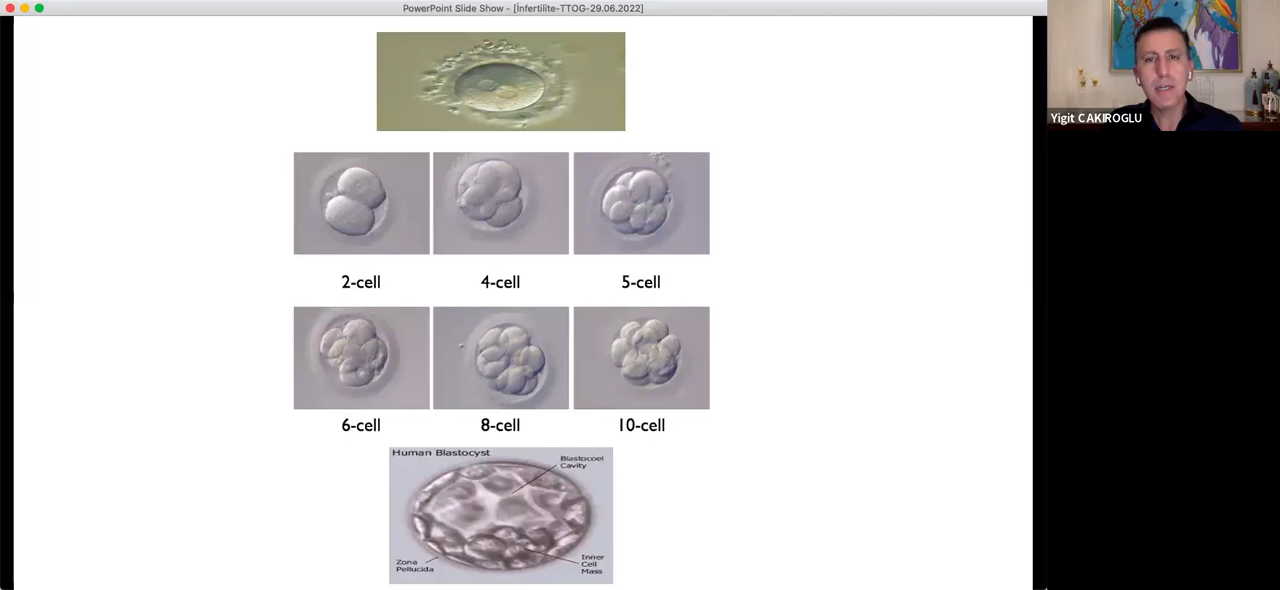 PowerPoint Slide Show - [İnfertilite-TTOG-29.06.2022]
Yigit CAKIROGLU
2-cell
4-cell
5-cell
6-cell
8-cell
10-cell
Human Blastocyst
Blastocoel
Cavity
Zona
Pellucida
Inner
Cell
Mass